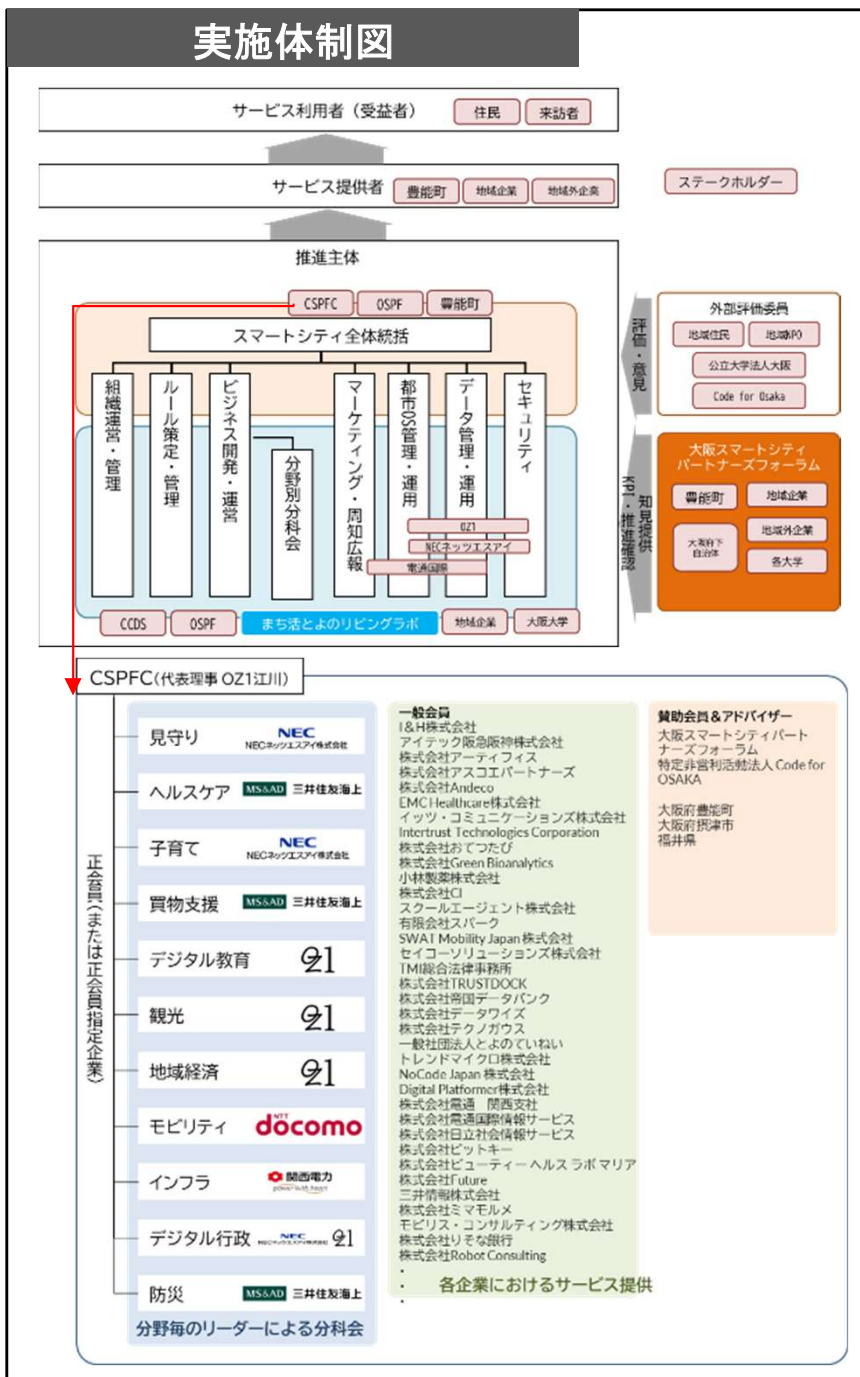 実施体制図
サービス利用者（受益者）
住民
来訪者
サービス提供者
豊能町
地域企業
地域外企業
ステークホルダー
推進主体
CSPFC
OSPF
豊能町
スマートシティ全体統括
組織運営・管理
ルール策定・管理
ビジネス開発・運営
分野別分科会
マーケティング・周知広報
都市OS管理・運用
データ管理・運用
セキュリティ
OZ1
NECネッツエスアイ
電通国際
CCDS
OSPF
まち活とよのリビングラボ
地域企業
大阪大学
評価・意見
外部評価委員
地域住民
地域NPO
公立大学法人大阪
Code for Osaka
知見提供
KPI・推進確認
大阪スマートシティ
パートナーズフォーラム
豊能町
地域企業
大阪府下
自治体
地域外企業
各大学
CSPFC(代表理事 OZ1江川)
正会員(または正会員指定企業)
見守り
NEC
NECネッツエスアイ株式会社
ヘルスケア
MS&AD 三井住友海上
子育て
NEC
NECネッツエスアイ株式会社
買物支援
MS&AD 三井住友海上
デジタル教育
OZ1
観光
OZ1
地域経済
OZ1
モビリティ
NTT
döcomo
インフラ
関西電力
power with heart
デジタル行政
NEC
NECネッツエスアイ株式会社
OZ1
防災
MS&AD 三井住友海上
分野毎のリーダーによる分科会
一般会員
I&H株式会社
アイテック阪急阪神株式会社
株式会社アーティフィス
株式会社アスコエパートナーズ
株式会社Andeco
EMC Healthcare株式会社
イッツ・コミュニケーションズ株式会社
Intertrust Technologies Corporation
株式会社おてつたび
株式会社Green Bioanalytics
小林製薬株式会社
株式会社CI
スクールエージェント株式会社
有限会社スパーク
SWAT Mobility Japan 株式会社
セイコーソリューションズ株式会社
TMI総合法律事務所
株式会社TRUSTDOCK
株式会社帝国データバンク
株式会社データワイズ
株式会社テクノガウス
一般社団法人とよのていねい
トレンドマイクロ株式会社
NoCode Japan 株式会社
Digital Platformer株式会社
株式会社電通　関西支社
株式会社電通国際情報サービス
株式会社日立社会情報サービス
株式会社ビットキー
株式会社ビューティーヘルス ラボ マリア
株式会社Future
三井情報株式会社
株式会社ミマモルメ
モビリス・コンサルティング株式会社
株式会社りそな銀行
株式会社Robot Consulting
・
・
・
各企業におけるサービス提供
賛助会員＆アドバイザー
大阪スマートシティパート
ナーズフォーラム
特定非営利活動法人 Code for
OSAKA
大阪府豊能町
大阪府摂津市
福井県